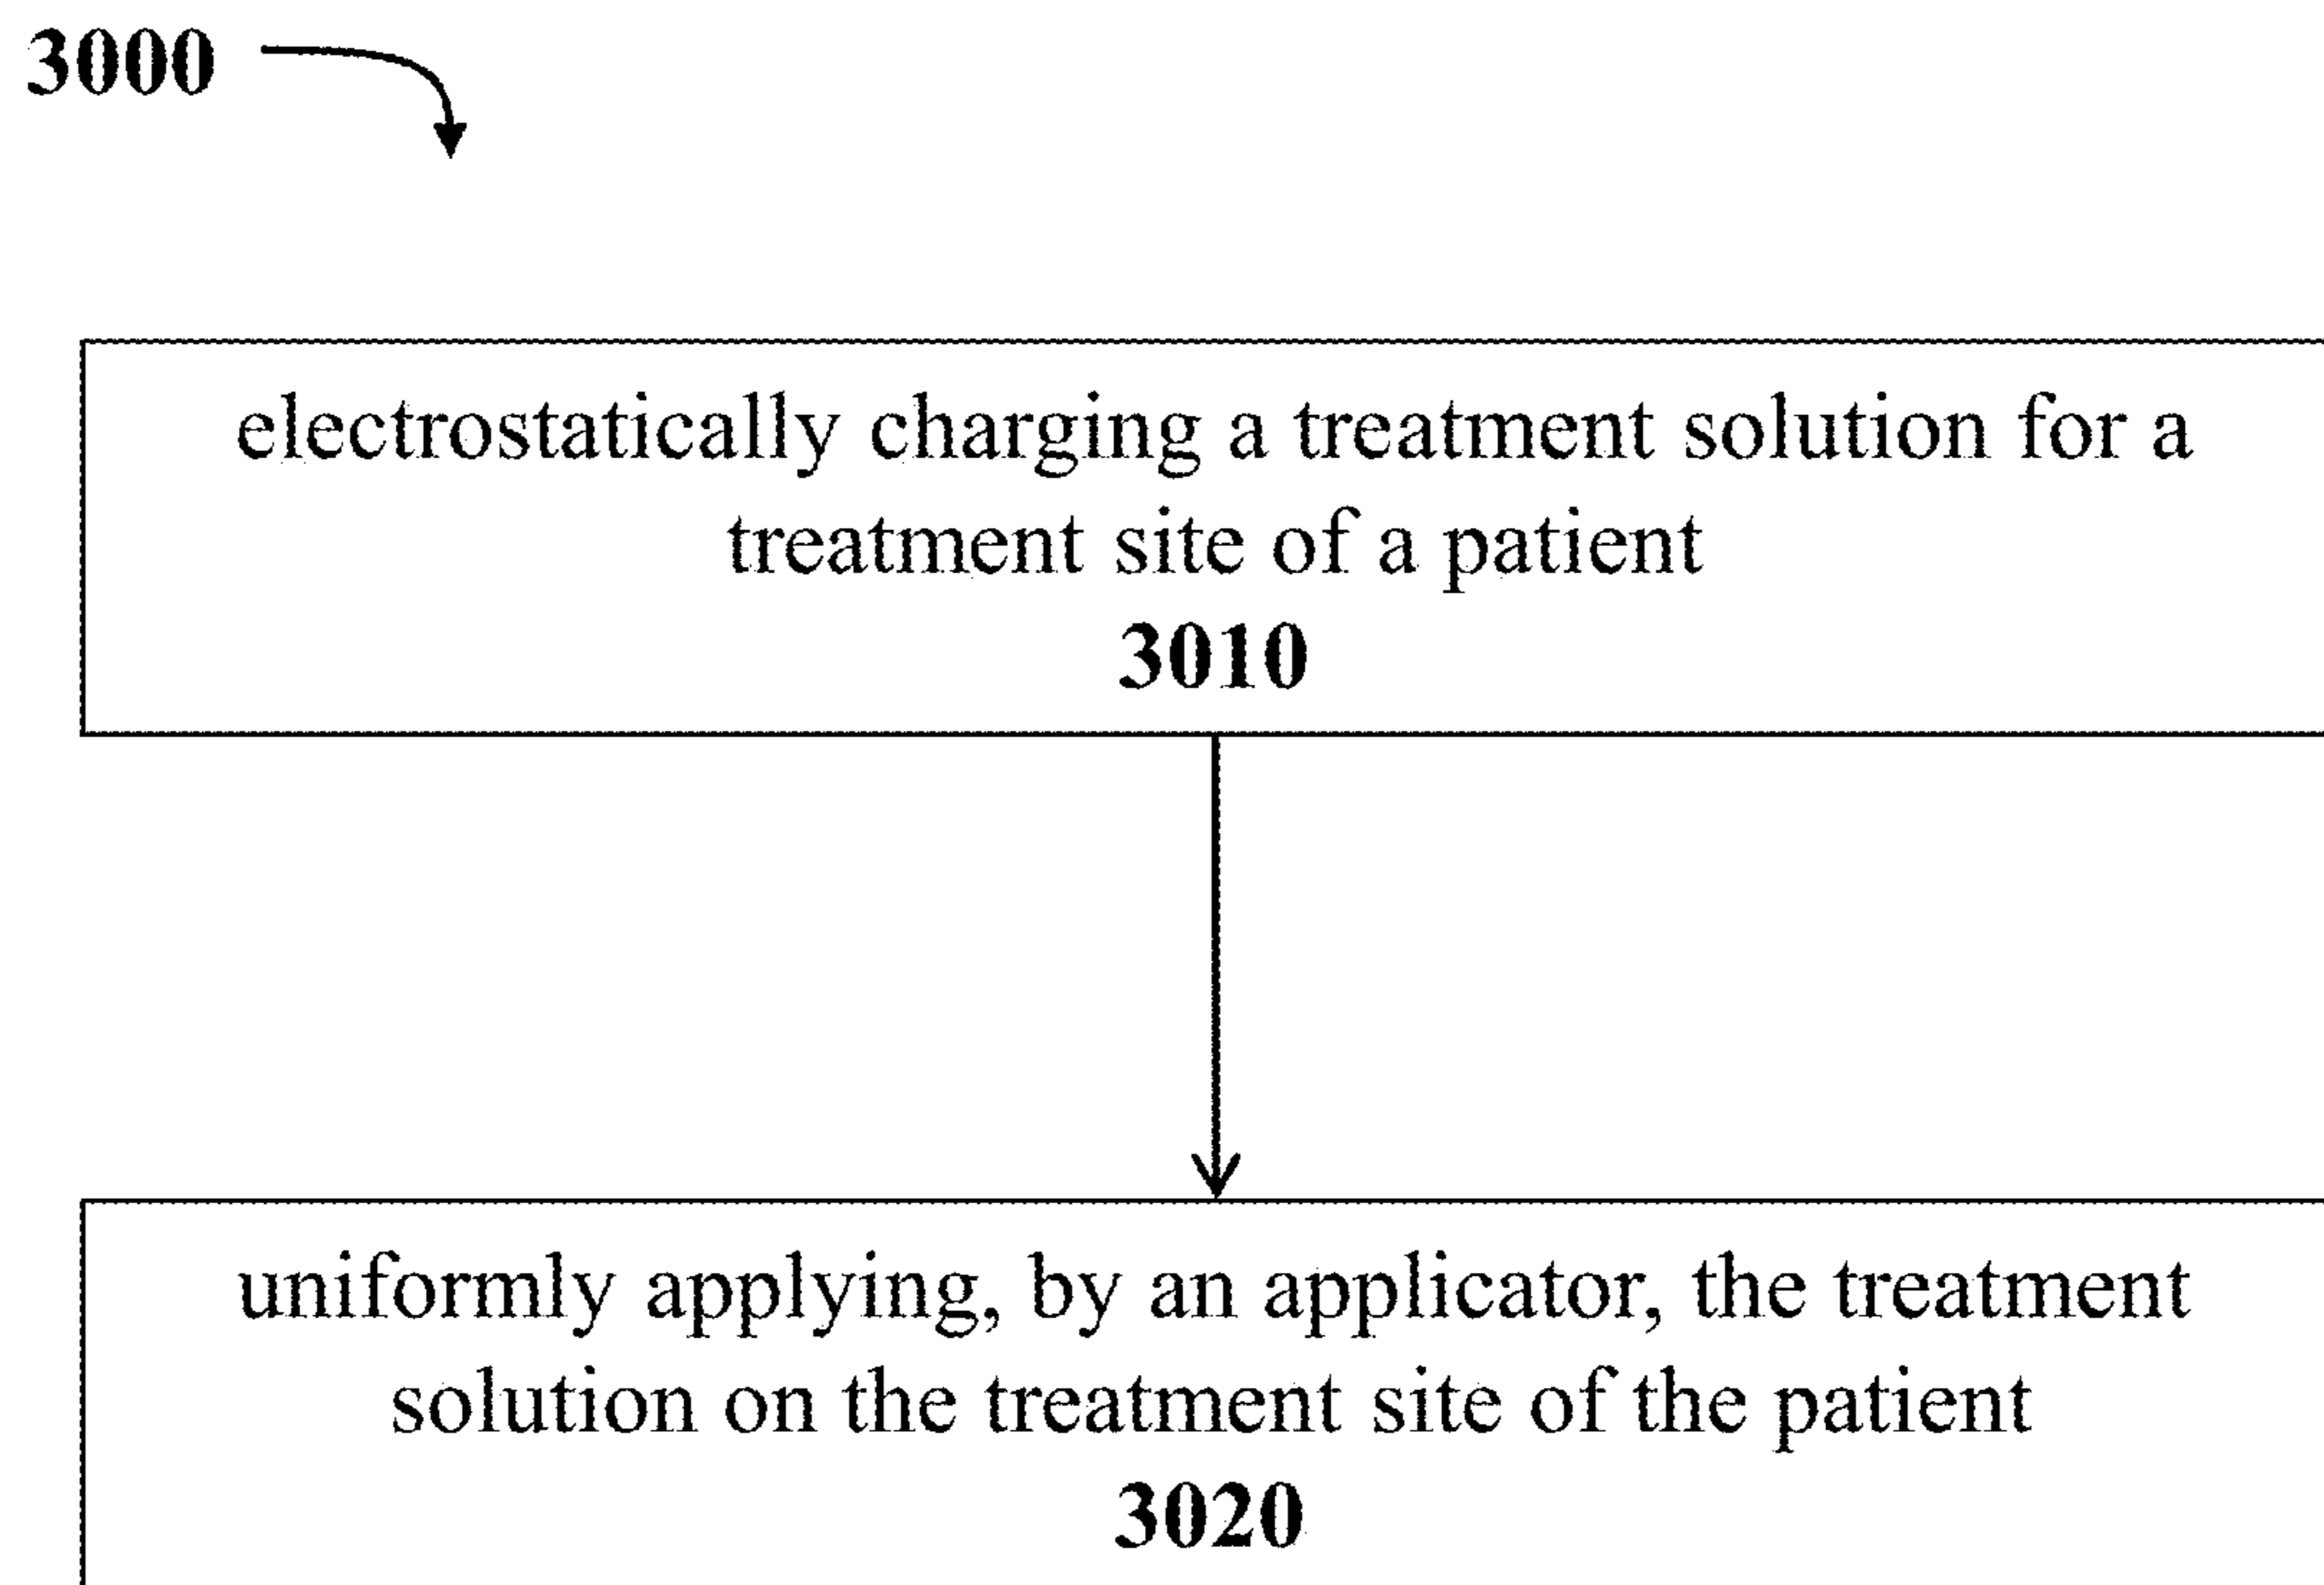 3000
electrostatically charging a treatment solution for a
treatment site of a patient
3010
uniformly applying, by an applicator, the treatment
solution on the treatment site of the patient
3020